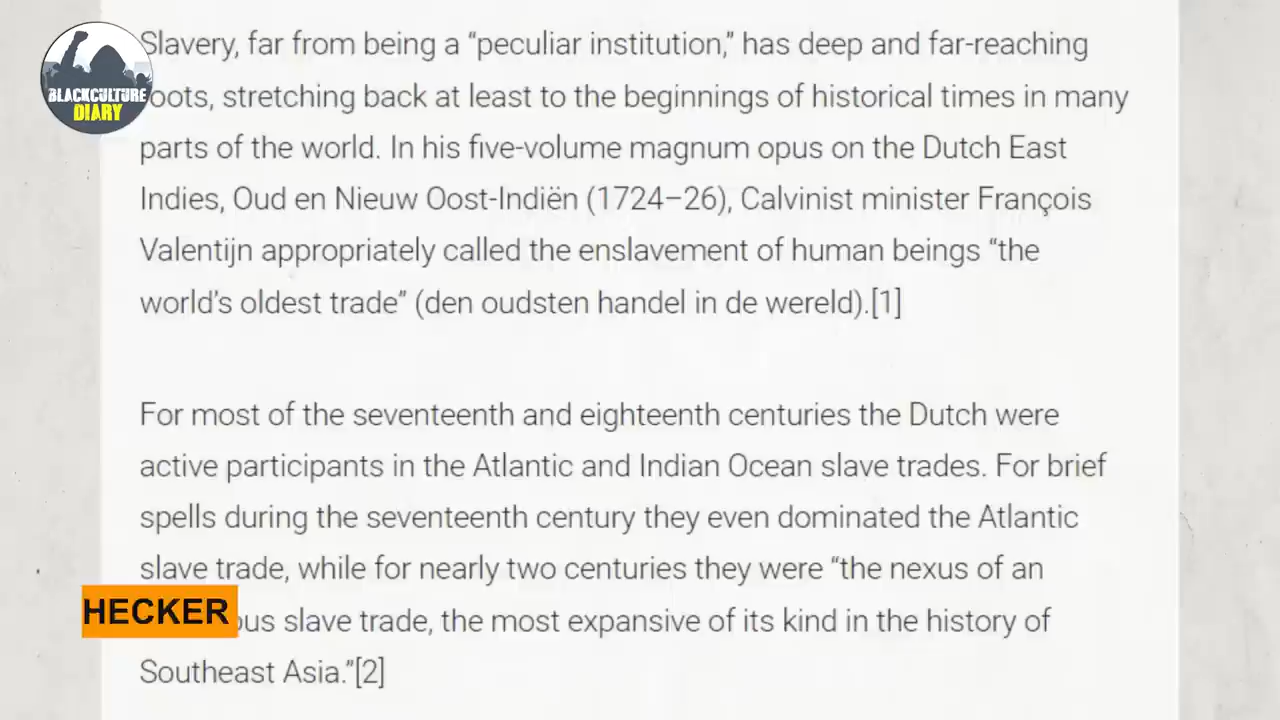 Slavery, far from being a “peculiar institution,” has deep and far-reaching
BLACKCULTURE
DIARY
oots, stretching back at least to the beginnings of historical times in many
parts of the world. In his five-volume magnum opus on the Dutch East
Indies, Oud en Nieuw Oost-Indiën (1724–26), Calvinist minister François
Valentijn appropriately called the enslavement of human beings “the
world’s oldest trade” (den oudsten handel in de wereld).[1]
For most of the seventeenth and eighteenth centuries the Dutch were
active participants in the Atlantic and Indian Ocean slave trades. For brief
spells during the seventeenth century they even dominated the Atlantic
slave trade, while for nearly two centuries they were “the nexus of an
HECKER
ous slave trade, the most expansive of its kind in the history of
Southeast Asia.”[2]